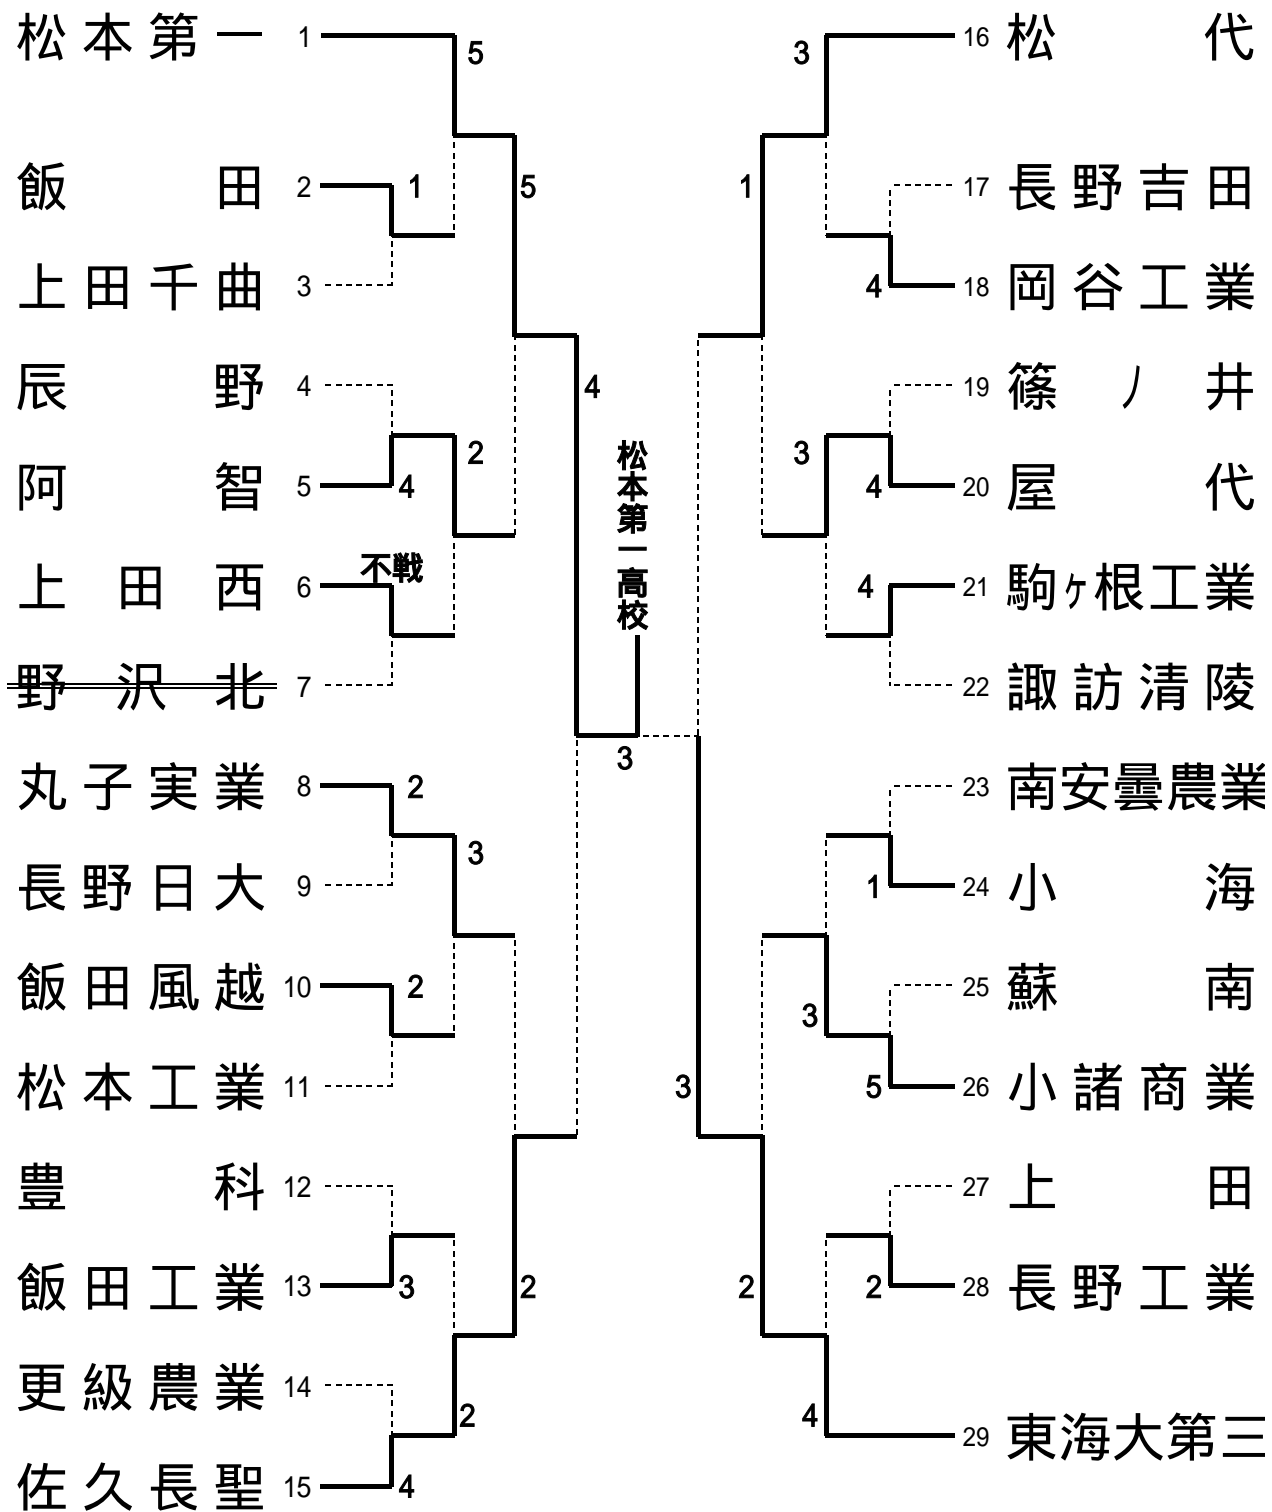 松本第一 1 5 3 16 松代
飯田 2 1 5 1 17 長野吉田
上田千曲 3 4 18 岡谷工業
辰野 4 4 19 篠ノ井
松本第一高校
阿智 5 4 2 3 4 20 屋代
不戦
上田西 6 4 21 駒ヶ根工業
野沢北 7 22 諏訪清陵
3
丸子実業 8 2 23 南安曇農業
3
長野日大 9 1 24 小海
飯田風越 10 2 3 25 蘇南
松本工業 11 3 5 26 小諸商業
豊科 12 27 上田
飯田工業 13 3 2 2 2 28 長野工業
更級農業 14 2 4 29 東海大第三
佐久長聖 15 4